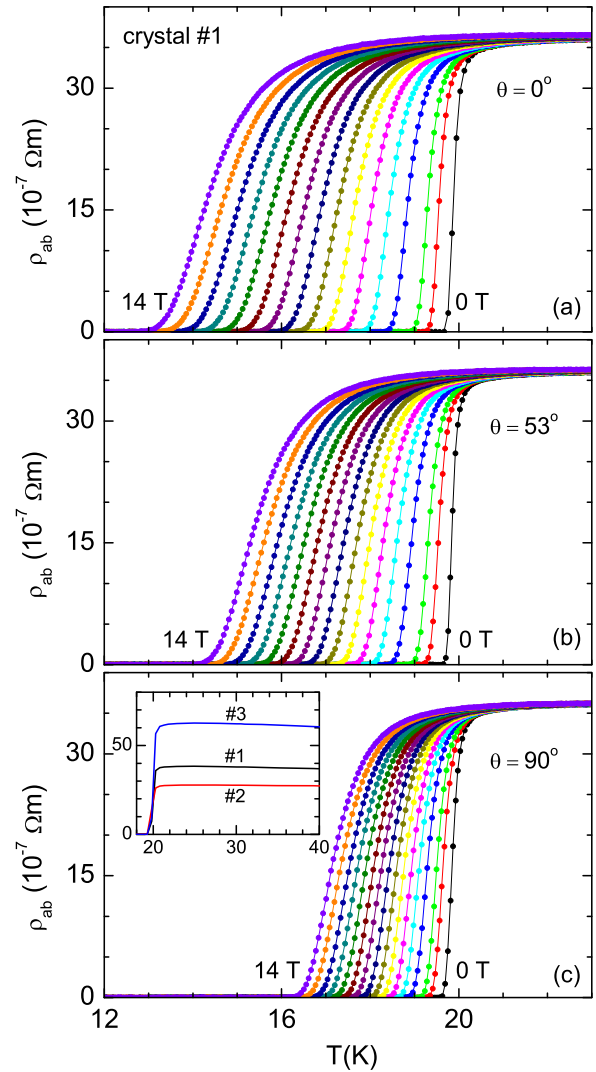 crystal #1
θ = 0°
ρab (10-7 Ωm)
30
15
0
14 T
0 T
(a)
θ = 53°
ρab (10-7 Ωm)
30
15
0
14 T
0 T
(b)
#3
50
#1
#2
0
20 30 40
θ = 90°
ρab (10-7 Ωm)
30
15
0
14 T
0 T
(c)
12 16 20
T(K)